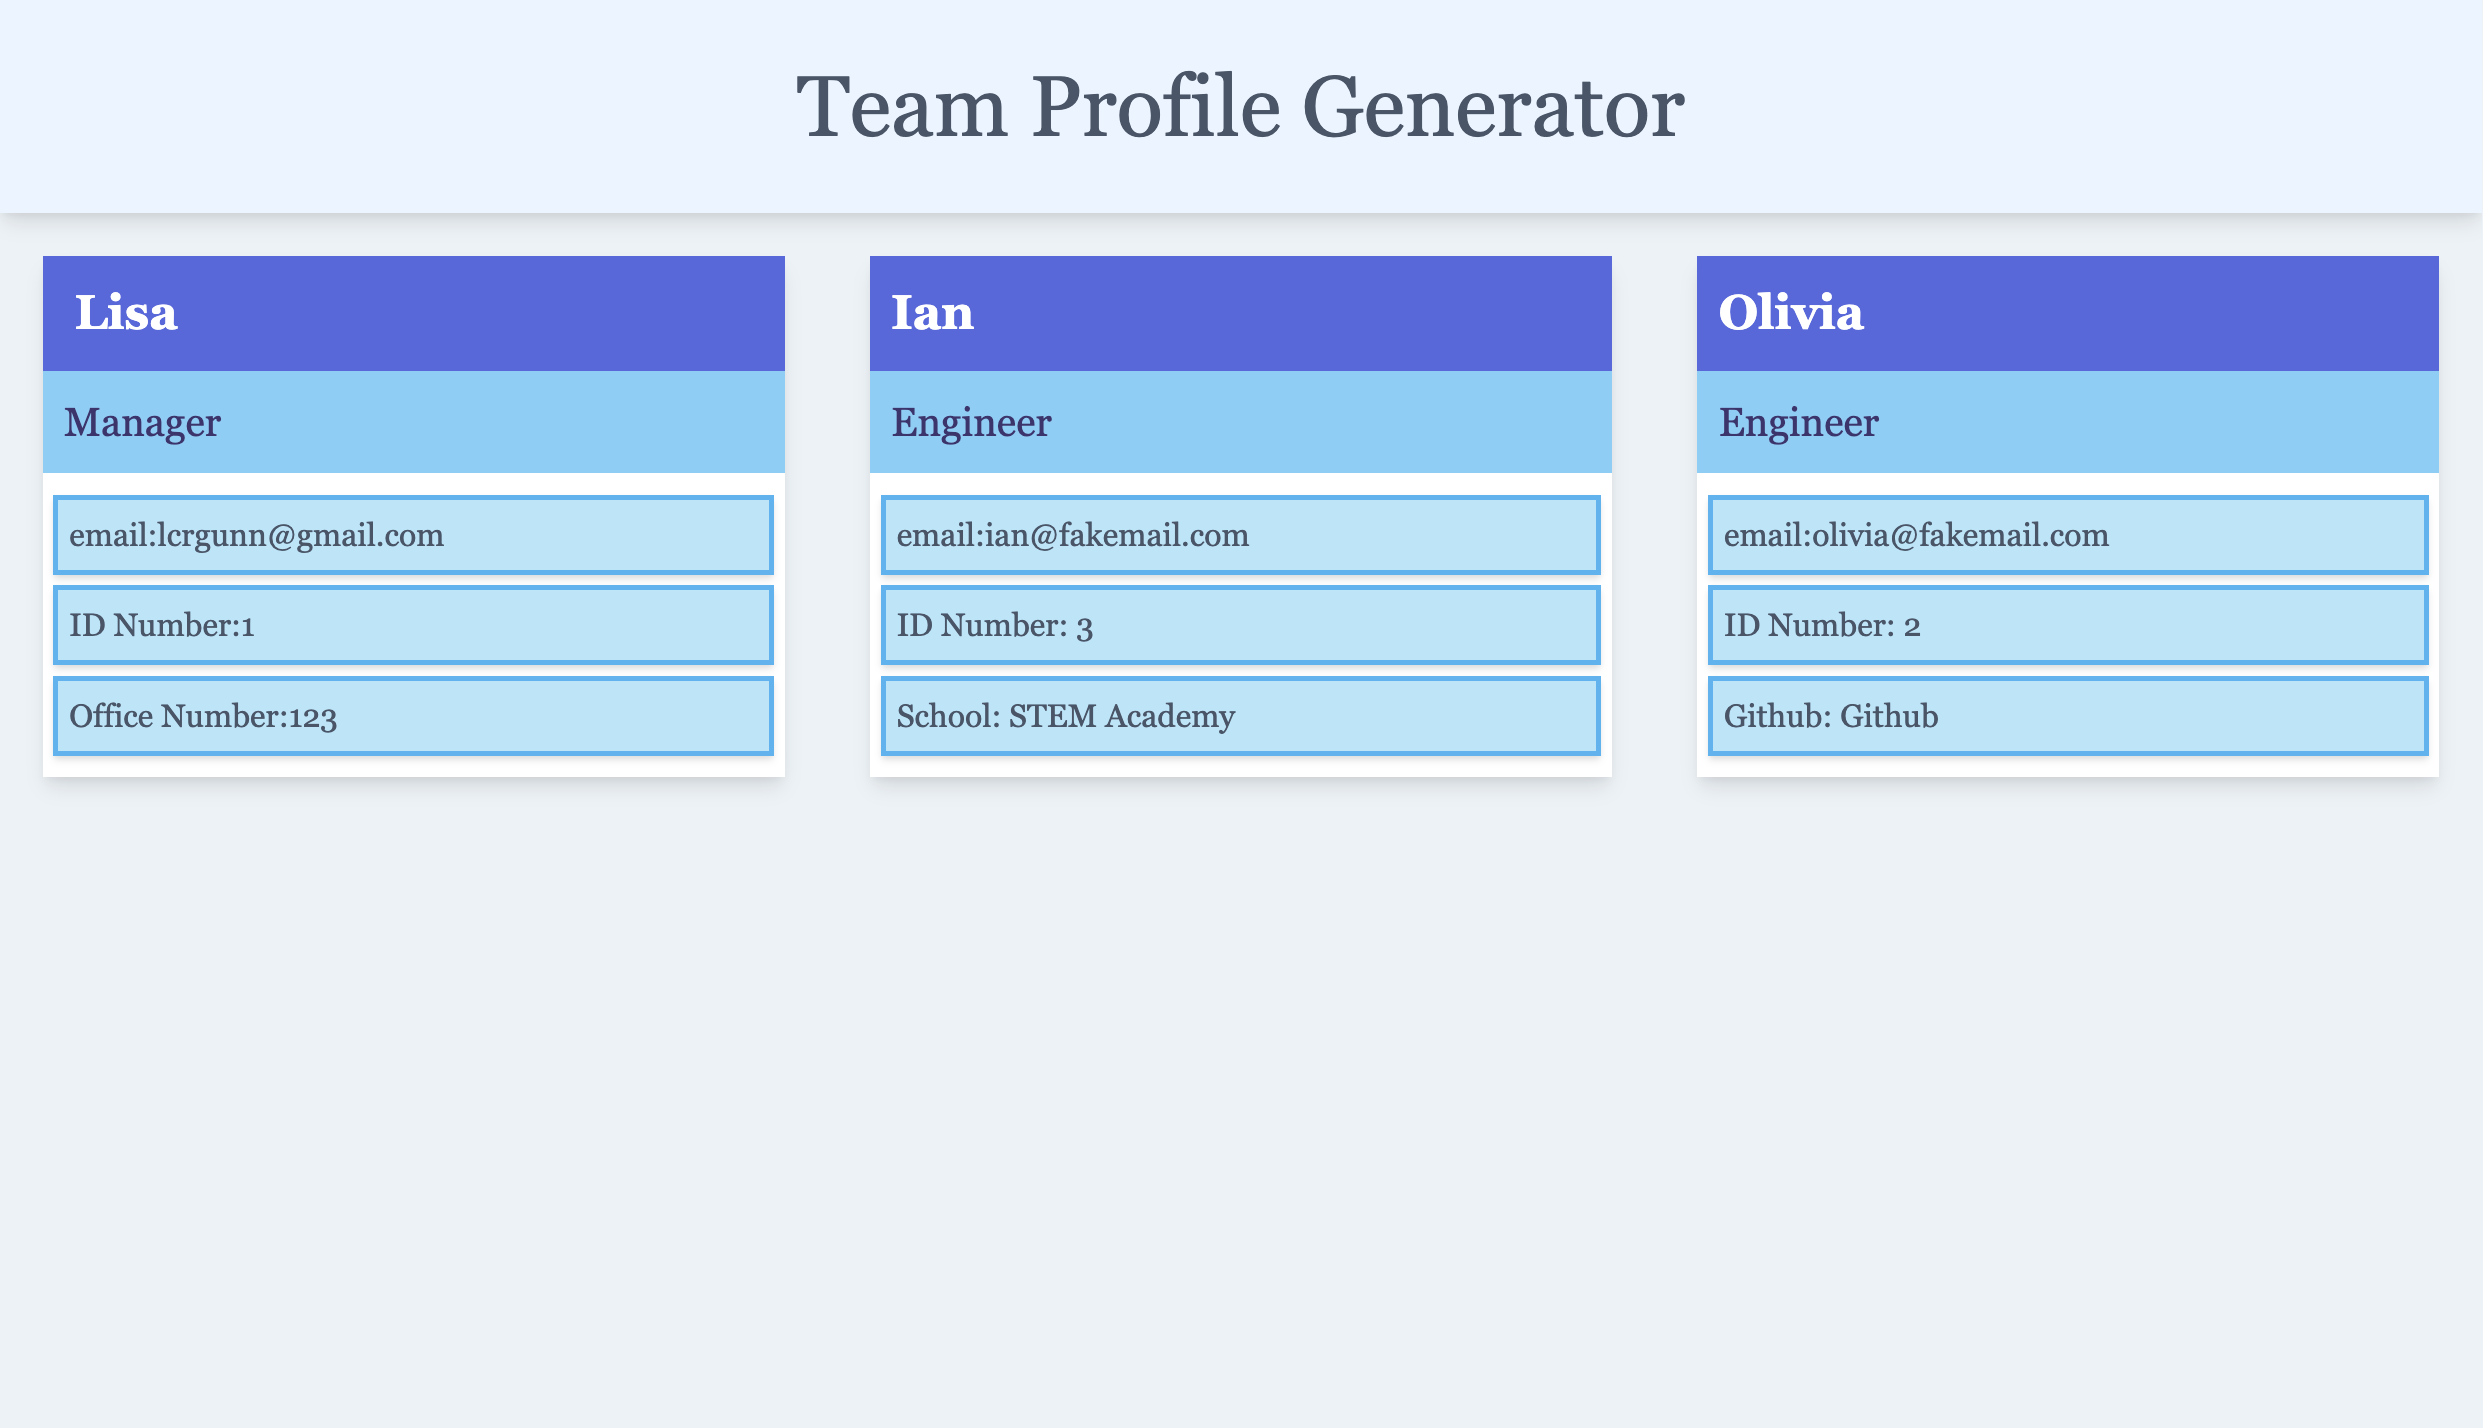 Team Profile Generator
Lisa
Manager
email:lcrgunn@gmail.com
ID Number:1
Office Number:123
Ian
Engineer
email:ian@fakemail.com
ID Number: 3
School: STEM Academy
Olivia
Engineer
email:olivia@fakemail.com
ID Number: 2
Github: Github